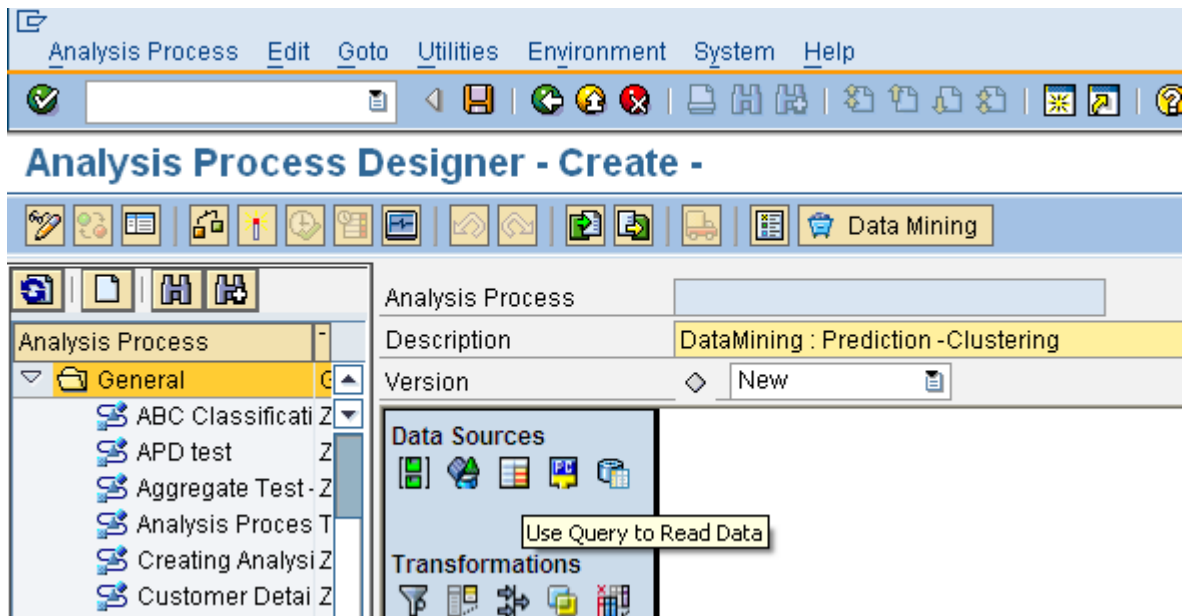 Analysis Process Edit Goto Utilities Environment System Help
Analysis Process Designer - Create -
Data Mining
Analysis Process
Description DataMining : Prediction -Clustering
Version New
Analysis Process
General
ABC Classificati Z
APD test Z
Aggregate Test - Z
Analysis Proces T
Creating Analysi Z
Customer Detai Z
Data Sources
Use Query to Read Data
Transformations